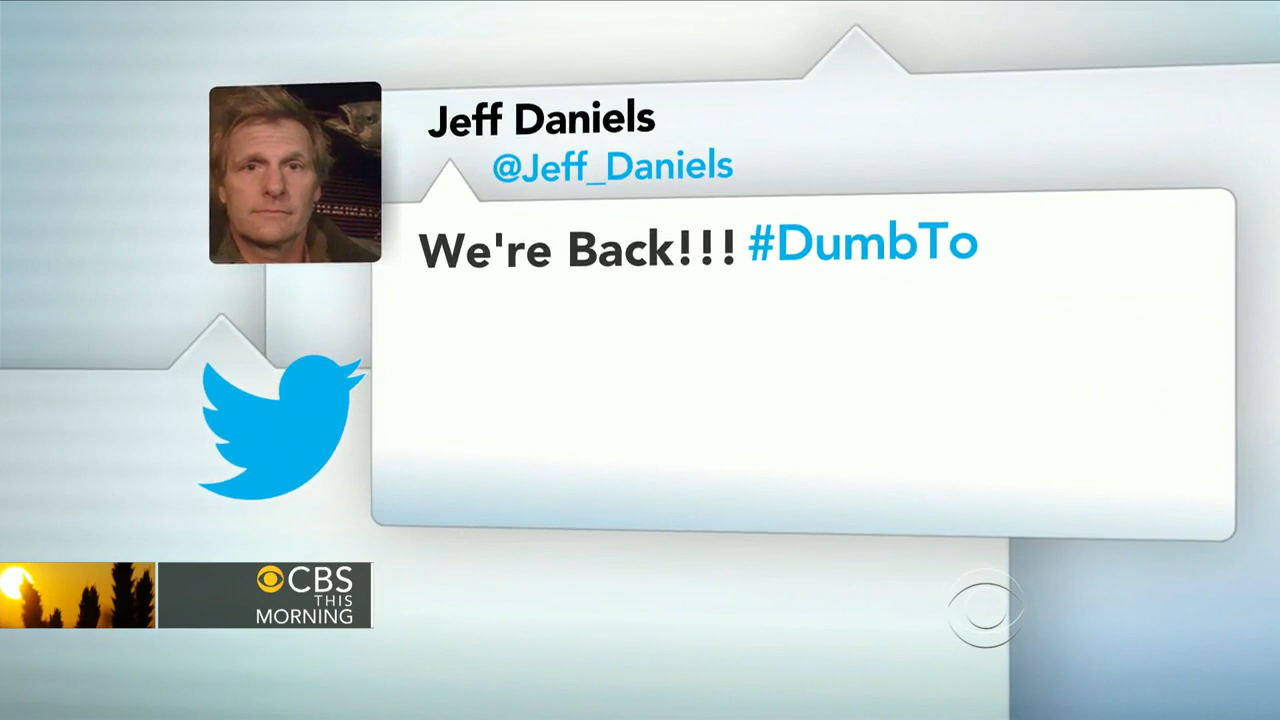 Jeff Daniels
@Jeff_Daniels
We're Back!!! #DumbTo
CBS
THIS
MORNING